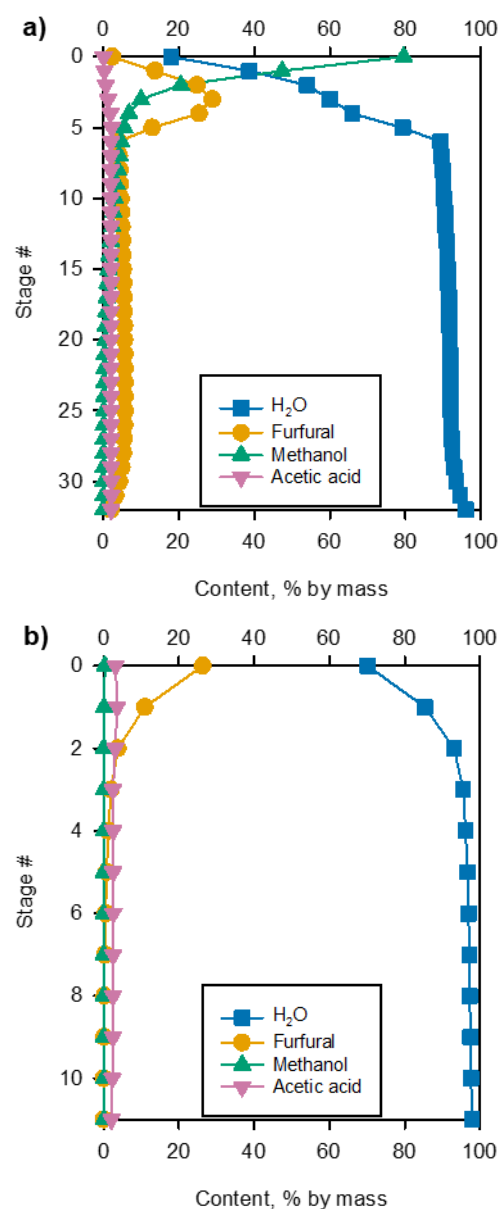 a)
0 20 40 60 80 100
0
5
10
15
20
25
30
Stage #
H₂O
Furfural
Methanol
Acetic acid
0 20 40 60 80 100
Content, % by mass
b)
0 20 40 60 80 100
0
2
4
6
8
10
Stage #
H₂O
Furfural
Methanol
Acetic acid
0 20 40 60 80 100
Content, % by mass